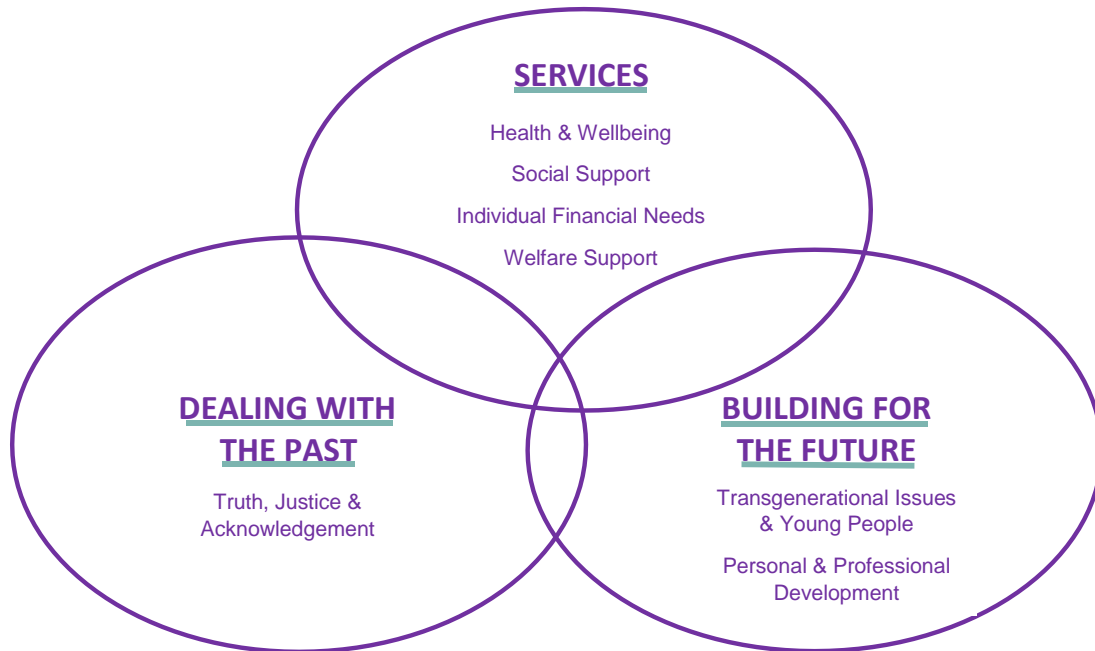 SERVICES
Health & Wellbeing
Social Support
Individual Financial Needs
Welfare Support
DEALING WITH
THE PAST
Truth, Justice &
Acknowledgement
BUILDING FOR
THE FUTURE
Transgenerational Issues
& Young People
Personal & Professional
Development